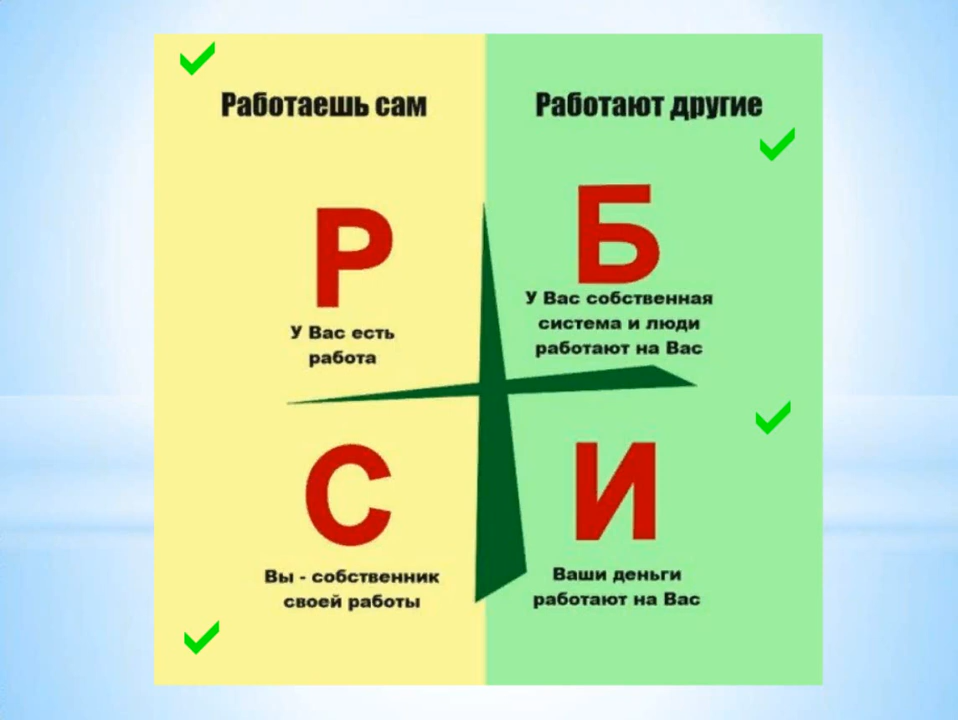 Работаешь сам
Работают другие
Р
У Вас есть
работа
Б
У Вас собственная
система и люди
работают на Вас
С
Вы - собственник
своей работы
И
Ваши деньги
работают на Вас